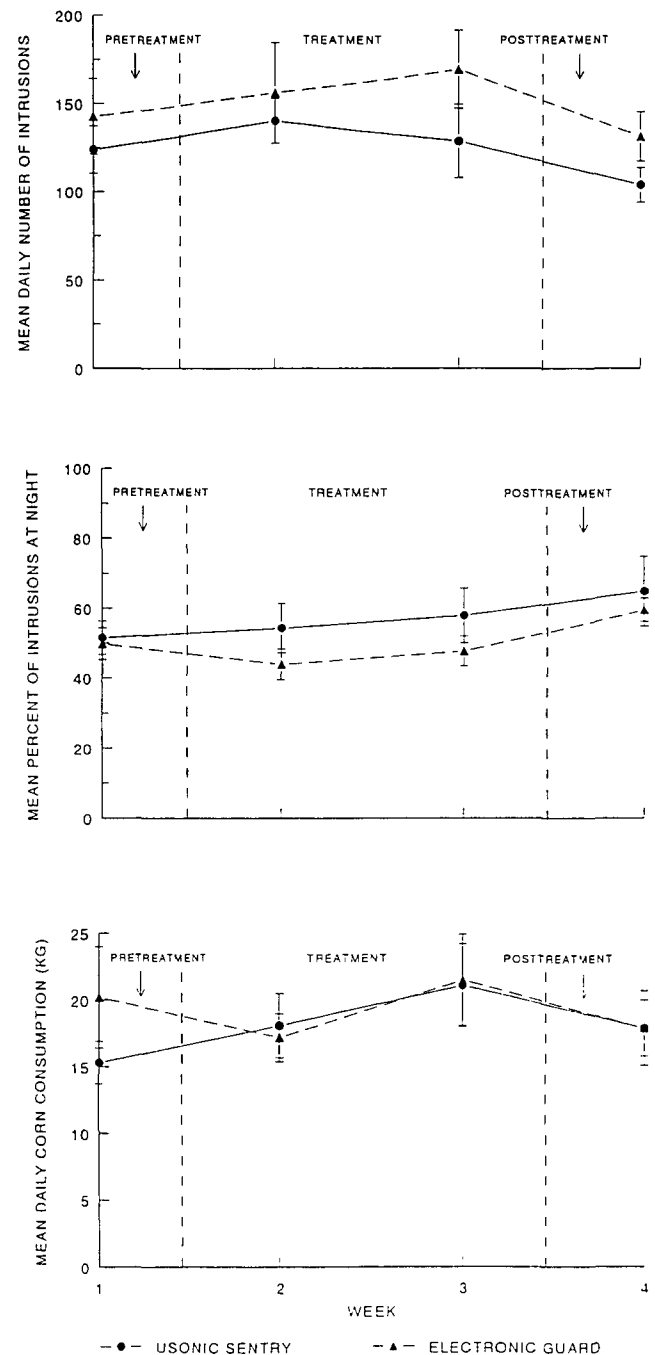 200
PRETREATMENT TREATMENT POSTTREATMENT
150
100
50
0
MEAN DAILY NUMBER OF INTRUSIONS
100
PRETREATMENT TREATMENT POSTTREATMENT
80
60
40
20
0
MEAN PERCENT OF INTRUSIONS AT NIGHT
25
PRETREATMENT TREATMENT POSTTREATMENT
20
15
10
5
0
MEAN DAILY CORN CONSUMPTION (KG)
1 2 3 4
WEEK
USONIC SENTRY ELECTRONIC GUARD